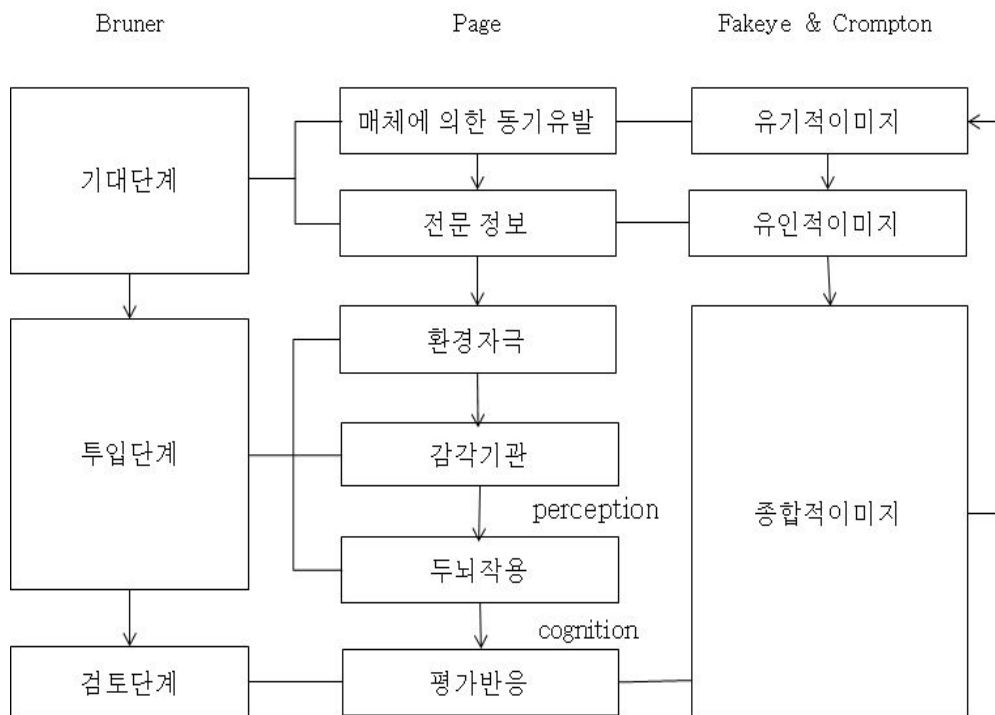 Bruner
Page
Fakeye & Crompton
기대단계
매체에 의한 동기유발
유기적이미지
전문 정보
유인적이미지
투입단계
환경자극
감각기관
perception
종합적이미지
두뇌작용
cognition
검토단계
평가반응